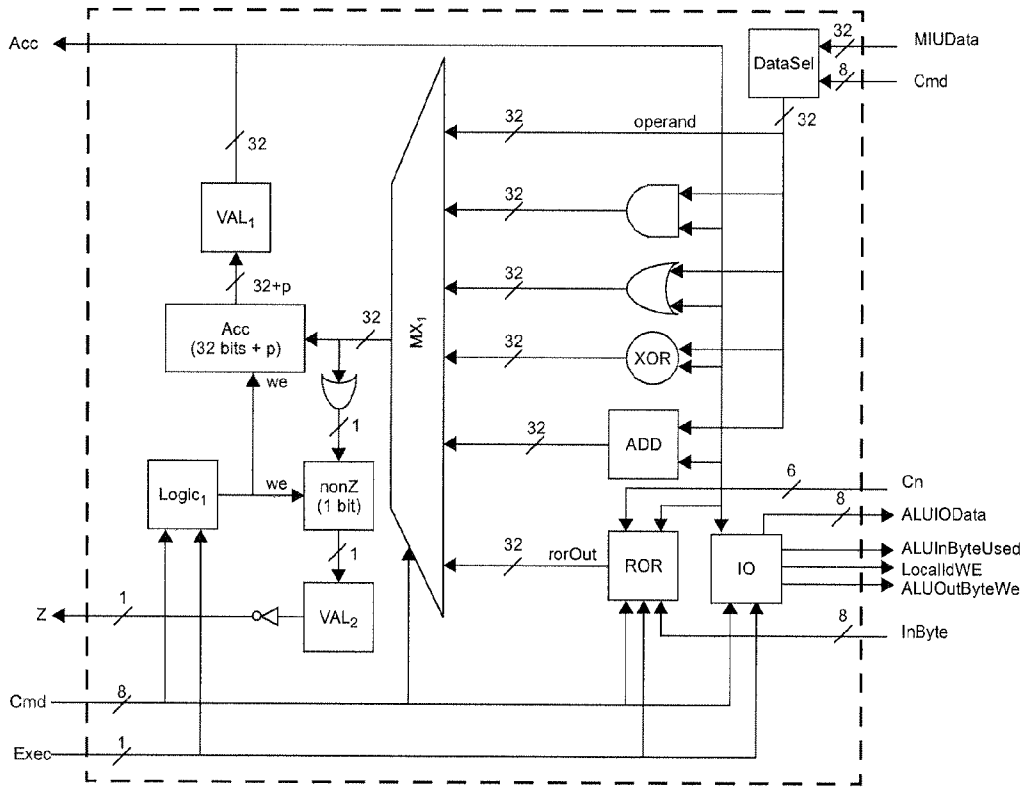 Acc
32
MIUData
DataSel
8
Cmd
32
32
operand
32
VAL1
32
32+p
32
Acc
(32 bits + p)
32
MX1
32
XOR
we
1
32
ADD
6
Cn
Logic1
we
nonZ
(1 bit)
8
ALUIOData
1
32
rorOut
ROR
IO
ALUInByteUsed
LocalIdWE
ALUOutByteWe
Z
1
VAL2
8
InByte
Cmd
8
Exec
1